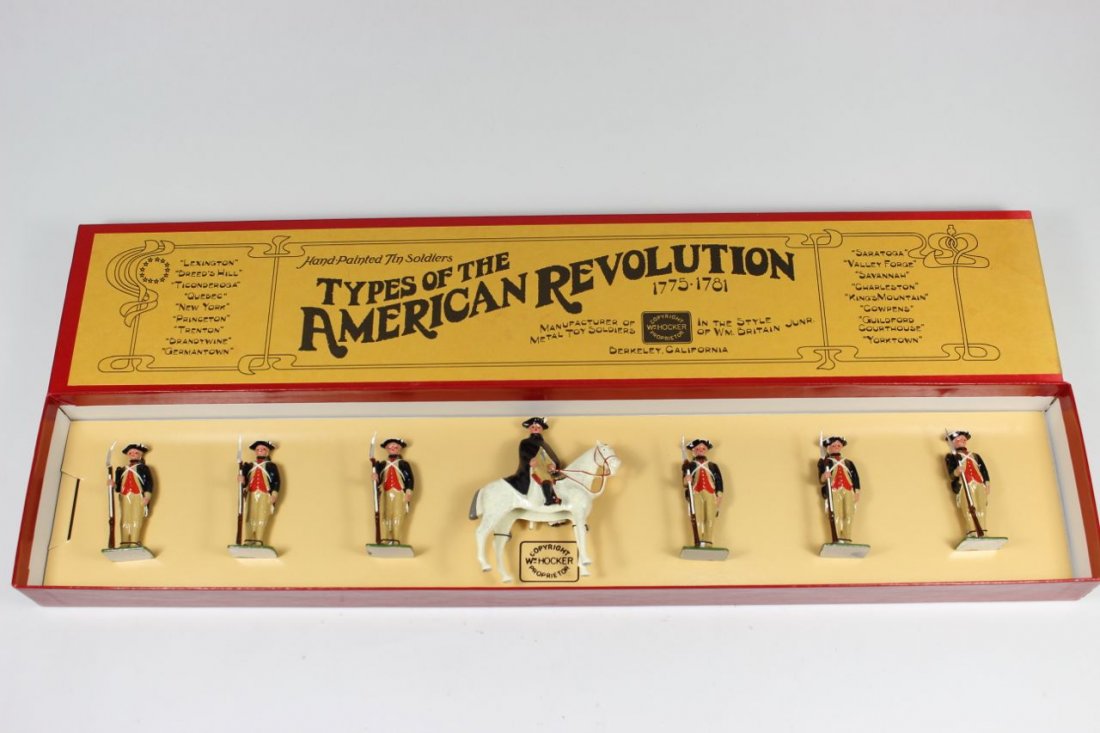 "LEXINGTON"
"BREED'S HILL"
"TICONDEROGA"
"QUEBEC"
"NEW YORK"
"PRINCETON"
"TRENTON"
"BRANDYWINE"
"GERMANTOWN"
Hand-Painted Tin Soldiers
TYPES OF THE
AMERICAN REVOLUTION
1775-1781
MANUFACTURER OF
METAL TOY SOLDIERS
COPYRIGHT
Wm HOCKER
PROPRIETOR
IN THE STYLE
OF WM. BRITAIN JUNR.
BERKELEY, CALIFORNIA
"SARATOGA"
"VALLEY FORGE"
"SAVANNAH"
"CHARLESTON"
"KING'S MOUNTAIN"
"COWPENS"
"GUILDFORD
COURTHOUSE"
"YORKTOWN"
COPYRIGHT
Wm HOCKER
PROPRIETOR